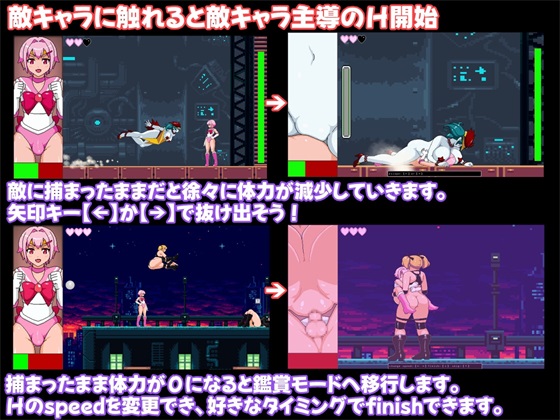 敵キャラに触れると敵キャラ主導のH開始
敵に捕まったままだと徐々に体力が減少していきます。
矢印キー【←】か【→】で抜け出そう！
捕まったまま体力が０になると鑑賞モードへ移行します。
Hのspeedを変更でき、好きなタイミングでfinishできます。